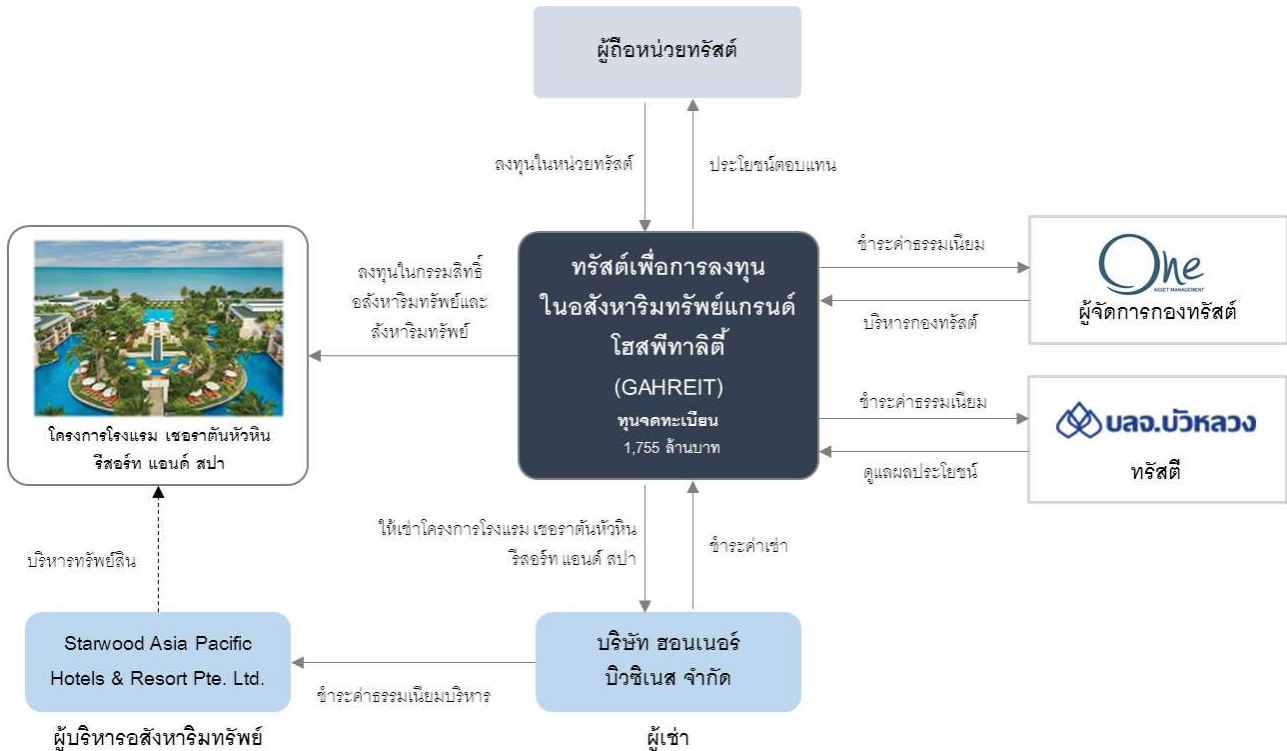 ผู้ถือหน่วยทรัสต์
ลงทุนในหน่วยทรัสต์
ประโยชน์ตอบแทน
โครงการโรงแรม เชอราตันหัวหิน
รีสอร์ท แอนด์ สปา
ลงทุนในกรรมสิทธิ์
อสังหาริมทรัพย์และ
สังหาริมทรัพย์
ทรัสต์เพื่อการลงทุน
ในอสังหาริมทรัพย์แกรนด์
โฮสพีทาลิตี้
(GAHREIT)
ทุนจดทะเบียน
1,755 ล้านบาท
ชำระค่าธรรมเนียม
บริหารกองทรัสต์
One
ASSET MANAGEMENT
ผู้จัดการกองทรัสต์
ชำระค่าธรรมเนียม
ดูแลผลประโยชน์
บลจ.บัวหลวง
ทรัสตี
บริหารทรัพย์สิน
ให้เช่าโครงการโรงแรม เชอราตันหัวหิน
รีสอร์ท แอนด์ สปา
ชำระค่าเช่า
Starwood Asia Pacific
Hotels & Resort Pte. Ltd.
ผู้บริหารอสังหาริมทรัพย์
ชำระค่าธรรมเนียมบริหาร
บริษัท ฮอนเนอร์
บิวซิเนส จำกัด
ผู้เช่า